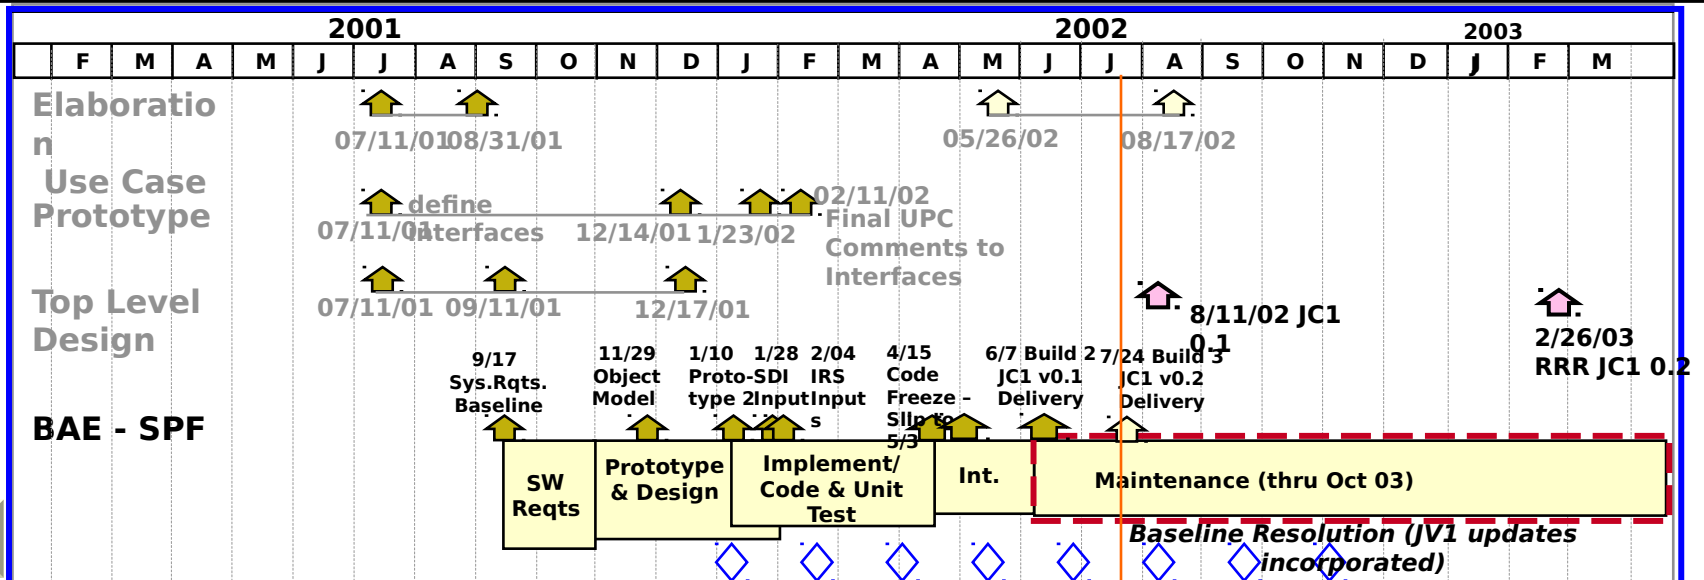 2001 2002 2003
F M A M J J A S O N D J F M A M J J A S O N D J F M
Elaboratio
n
07/11/01 08/31/01 05/26/02 08/17/02
Use Case
Prototype
define
interfaces
07/11/01 12/14/01 1/23/02
02/11/02
Final UPC
Comments to
Interfaces
Top Level
Design
07/11/01 09/11/01 12/17/01
8/11/02 JC1
0.1
2/26/03
RRR JC1 0.2
9/17
Sys.Rqts.
Baseline
11/29
Object
Model
1/10
Proto-
type 2
1/28
SDI
Input
2/04
IRS
Input
s
4/15
Code
Freeze –
Slip to
5/3
6/7 Build 2
JC1 v0.1
Delivery
7/24 Build 3
JC1 v0.2
Delivery
BAE - SPF
SW
Reqts
Prototype
& Design
Implement/
Code & Unit
Test
Int.
Maintenance (thru Oct 03)
Baseline Resolution (JV1 updates
incorporated)